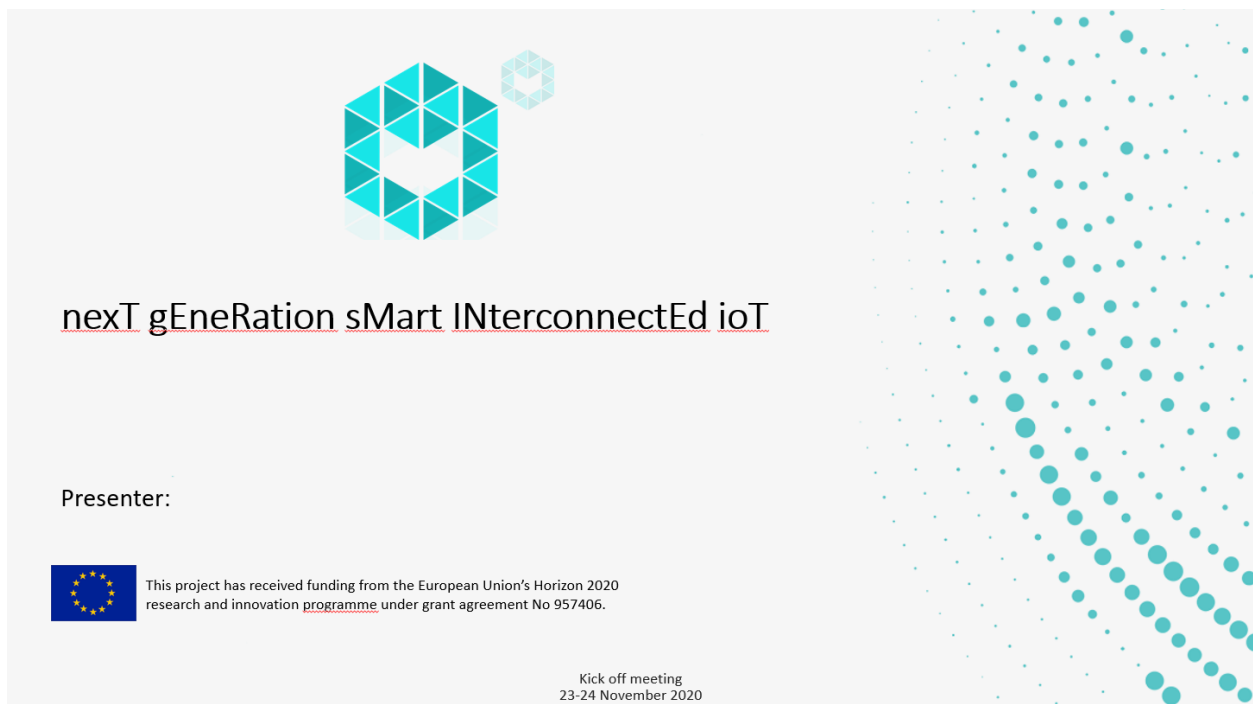 nexT gEneRation sMart INterconnectEd ioT
Presenter:
This project has received funding from the European Union’s Horizon 2020
research and innovation programme under grant agreement No 957406.
Kick off meeting
23-24 November 2020